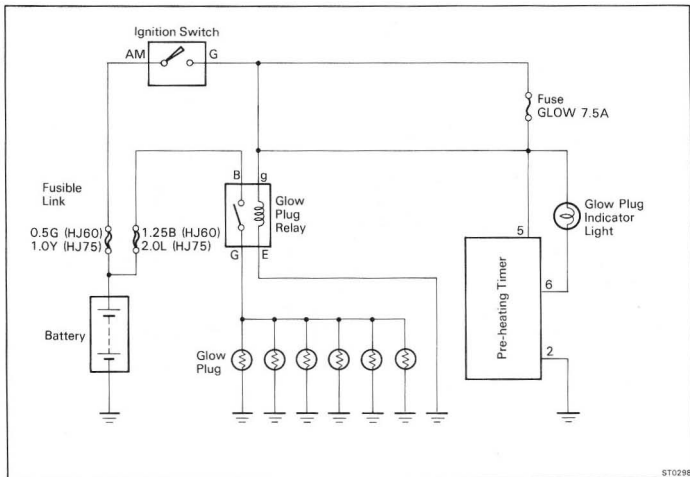 Ignition Switch
AM
G
Fuse
GLOW 7.5A
B
g
Fusible
Link
Glow
Plug
Relay
Glow Plug
Indicator
Light
0.5G (HJ60)
1.0Y (HJ75)
1.25B (HJ60)
2.0L (HJ75)
5
G
E
6
Battery
Pre-heating Timer
Glow
Plug
2
ST0298